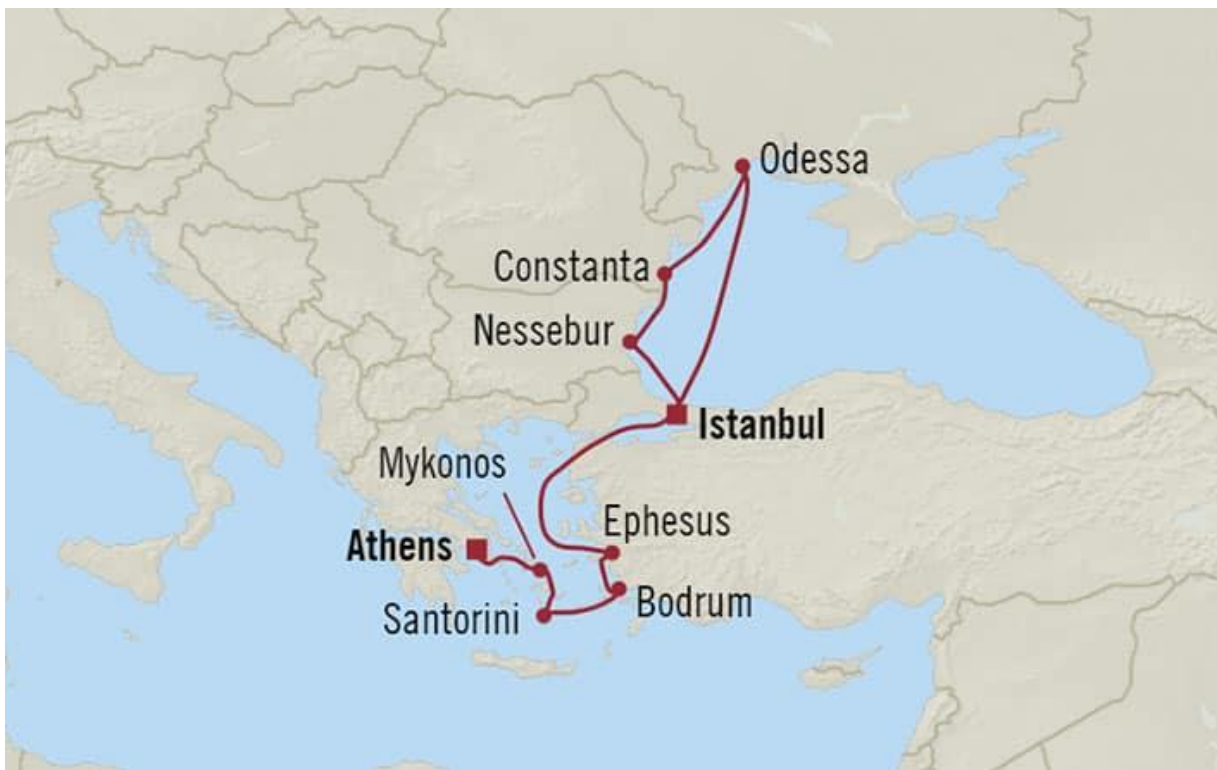 Odessa
Constanta
Nessebur
Istanbul
Mykonos
Ephesus
Athens
Bodrum
Santorini